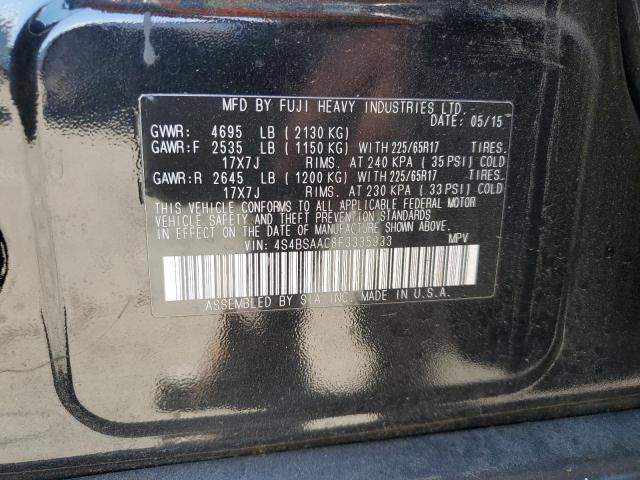 MFD BY FUJI HEAVY INDUSTRIES LTD.
DATE: 05/15
GVWR: 4695 LB (2130 KG)
GAWR:F 2535 LB (1150 KG) WITH 225/65R17 TIRES.
17X7J RIMS. AT 240 KPA (35 PSI) COLD
GAWR:R 2645 LB (1200 KG) WITH 225/65R17 TIRES.
17X7J RIMS. AT 230 KPA (33 PSI) COLD
THIS VEHICLE CONFORMS TO ALL APPLICABLE FEDERAL MOTOR
VEHICLE SAFETY AND THEFT PREVENTION STANDARDS
IN EFFECT ON THE DATE OF MANUFACTURE SHOWN ABOVE.
VIN: 4S4BSAAC8F3335933 MPV
ASSEMBLED BY SIA INC. MADE IN U.S.A.